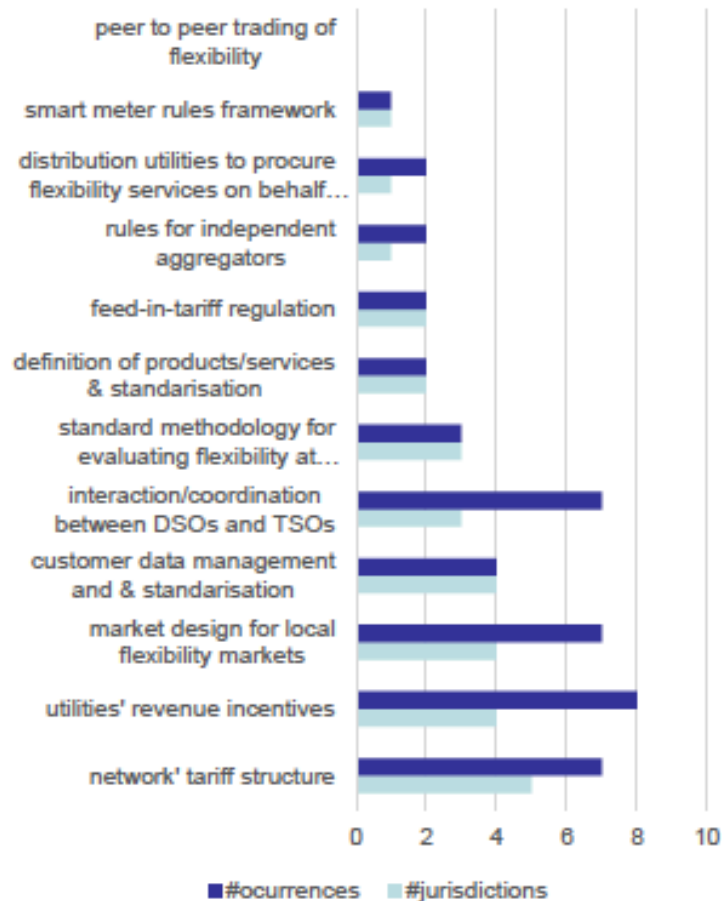 peer to peer trading of
flexibility
smart meter rules framework
distribution utilities to procure
flexibility services on behalf…
rules for independent
aggregators
feed-in-tariff regulation
definition of products/services
& standarisation
standard methodology for
evaluating flexibility at…
interaction/coordination
between DSOs and TSOs
customer data management
and & standarisation
market design for local
flexibility markets
utilities' revenue incentives
network' tariff structure
0 2 4 6 8 10
#ocurrences #jurisdictions